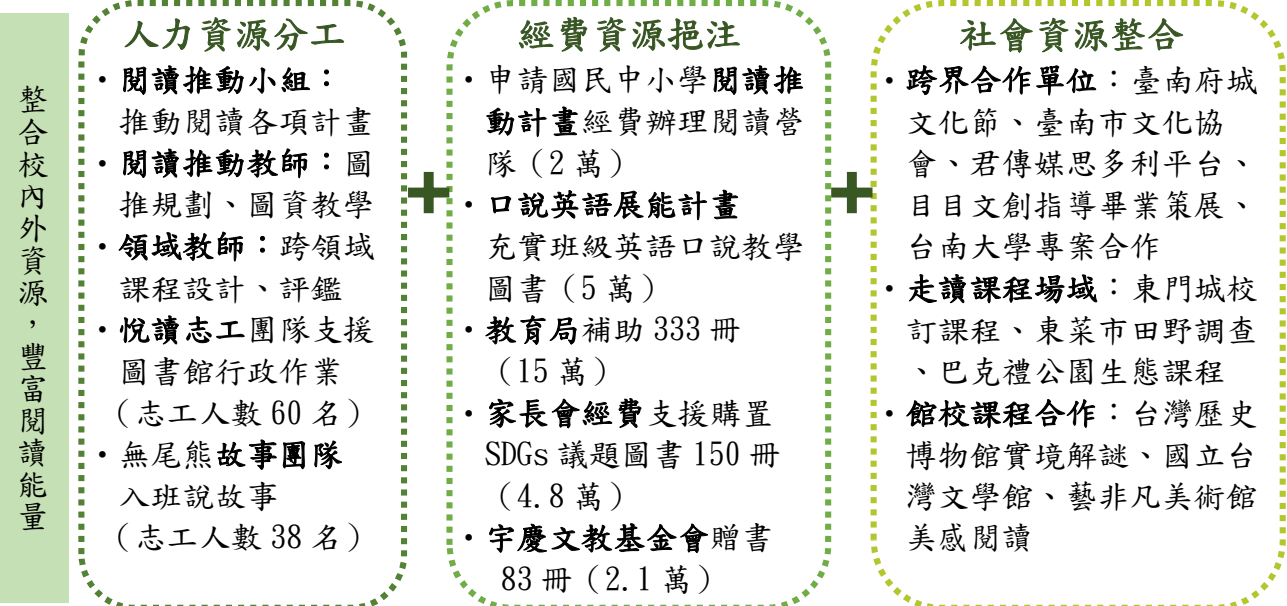 整合校內外資源，豐富閱讀能量
人力資源分工
・閱讀推動小組：
推動閱讀各項計畫
・閱讀推動教師：圖
推規劃、圖資教學
・領域教師：跨領域
課程設計、評鑑
・悅讀志工團隊支援
圖書館行政作業
(志工人數 60 名)
・無尾熊故事團隊
入班說故事
(志工人數 38 名)
+
經費資源挹注
・申請國民中小學閱讀推
動計畫經費辦理閱讀營
隊（2 萬）
・口說英語展能計畫
充實班級英語口說教學
圖書（5 萬）
・教育局補助 333 冊
（15 萬）
・家長會經費支援購置
SDGs 議題圖書 150 冊
（4.8 萬）
・宇慶文教基金會贈書
83 冊（2.1 萬）
+
社會資源整合
・跨界合作單位：臺南府城
文化節、臺南市文化協
會、君傳媒思多利平台、
目目文創指導畢業策展、
台南大學專案合作
・走讀課程場域：東門城校
訂課程、東菜市田野調查
、巴克禮公園生態課程
・館校課程合作：台灣歷史
博物館實境解謎、國立台
灣文學館、藝非凡美術館
美感閱讀